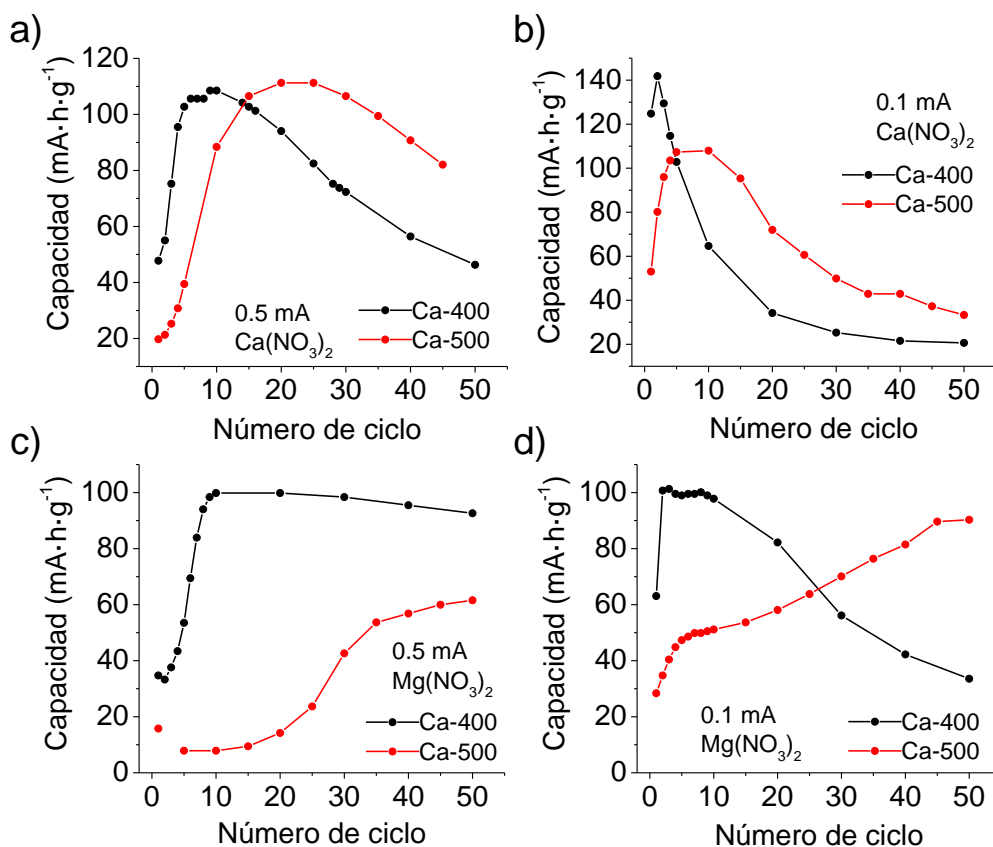 a)
Capacidad (mA·h·g⁻¹)
120
100
80
60
40
20
0.5 mA
Ca(NO₃)₂
Ca-400
Ca-500
0 10 20 30 40 50
Número de ciclo
b)
Capacidad (mA·h·g⁻¹)
140
120
100
80
60
40
20
0.1 mA
Ca(NO₃)₂
Ca-400
Ca-500
0 10 20 30 40 50
Número de ciclo
c)
Capacidad (mA·h·g⁻¹)
100
80
60
40
20
0
0.5 mA
Mg(NO₃)₂
Ca-400
Ca-500
0 10 20 30 40 50
Número de ciclo
d)
Capacidad (mA·h·g⁻¹)
100
80
60
40
20
0
0.1 mA
Mg(NO₃)₂
Ca-400
Ca-500
0 10 20 30 40 50
Número de ciclo